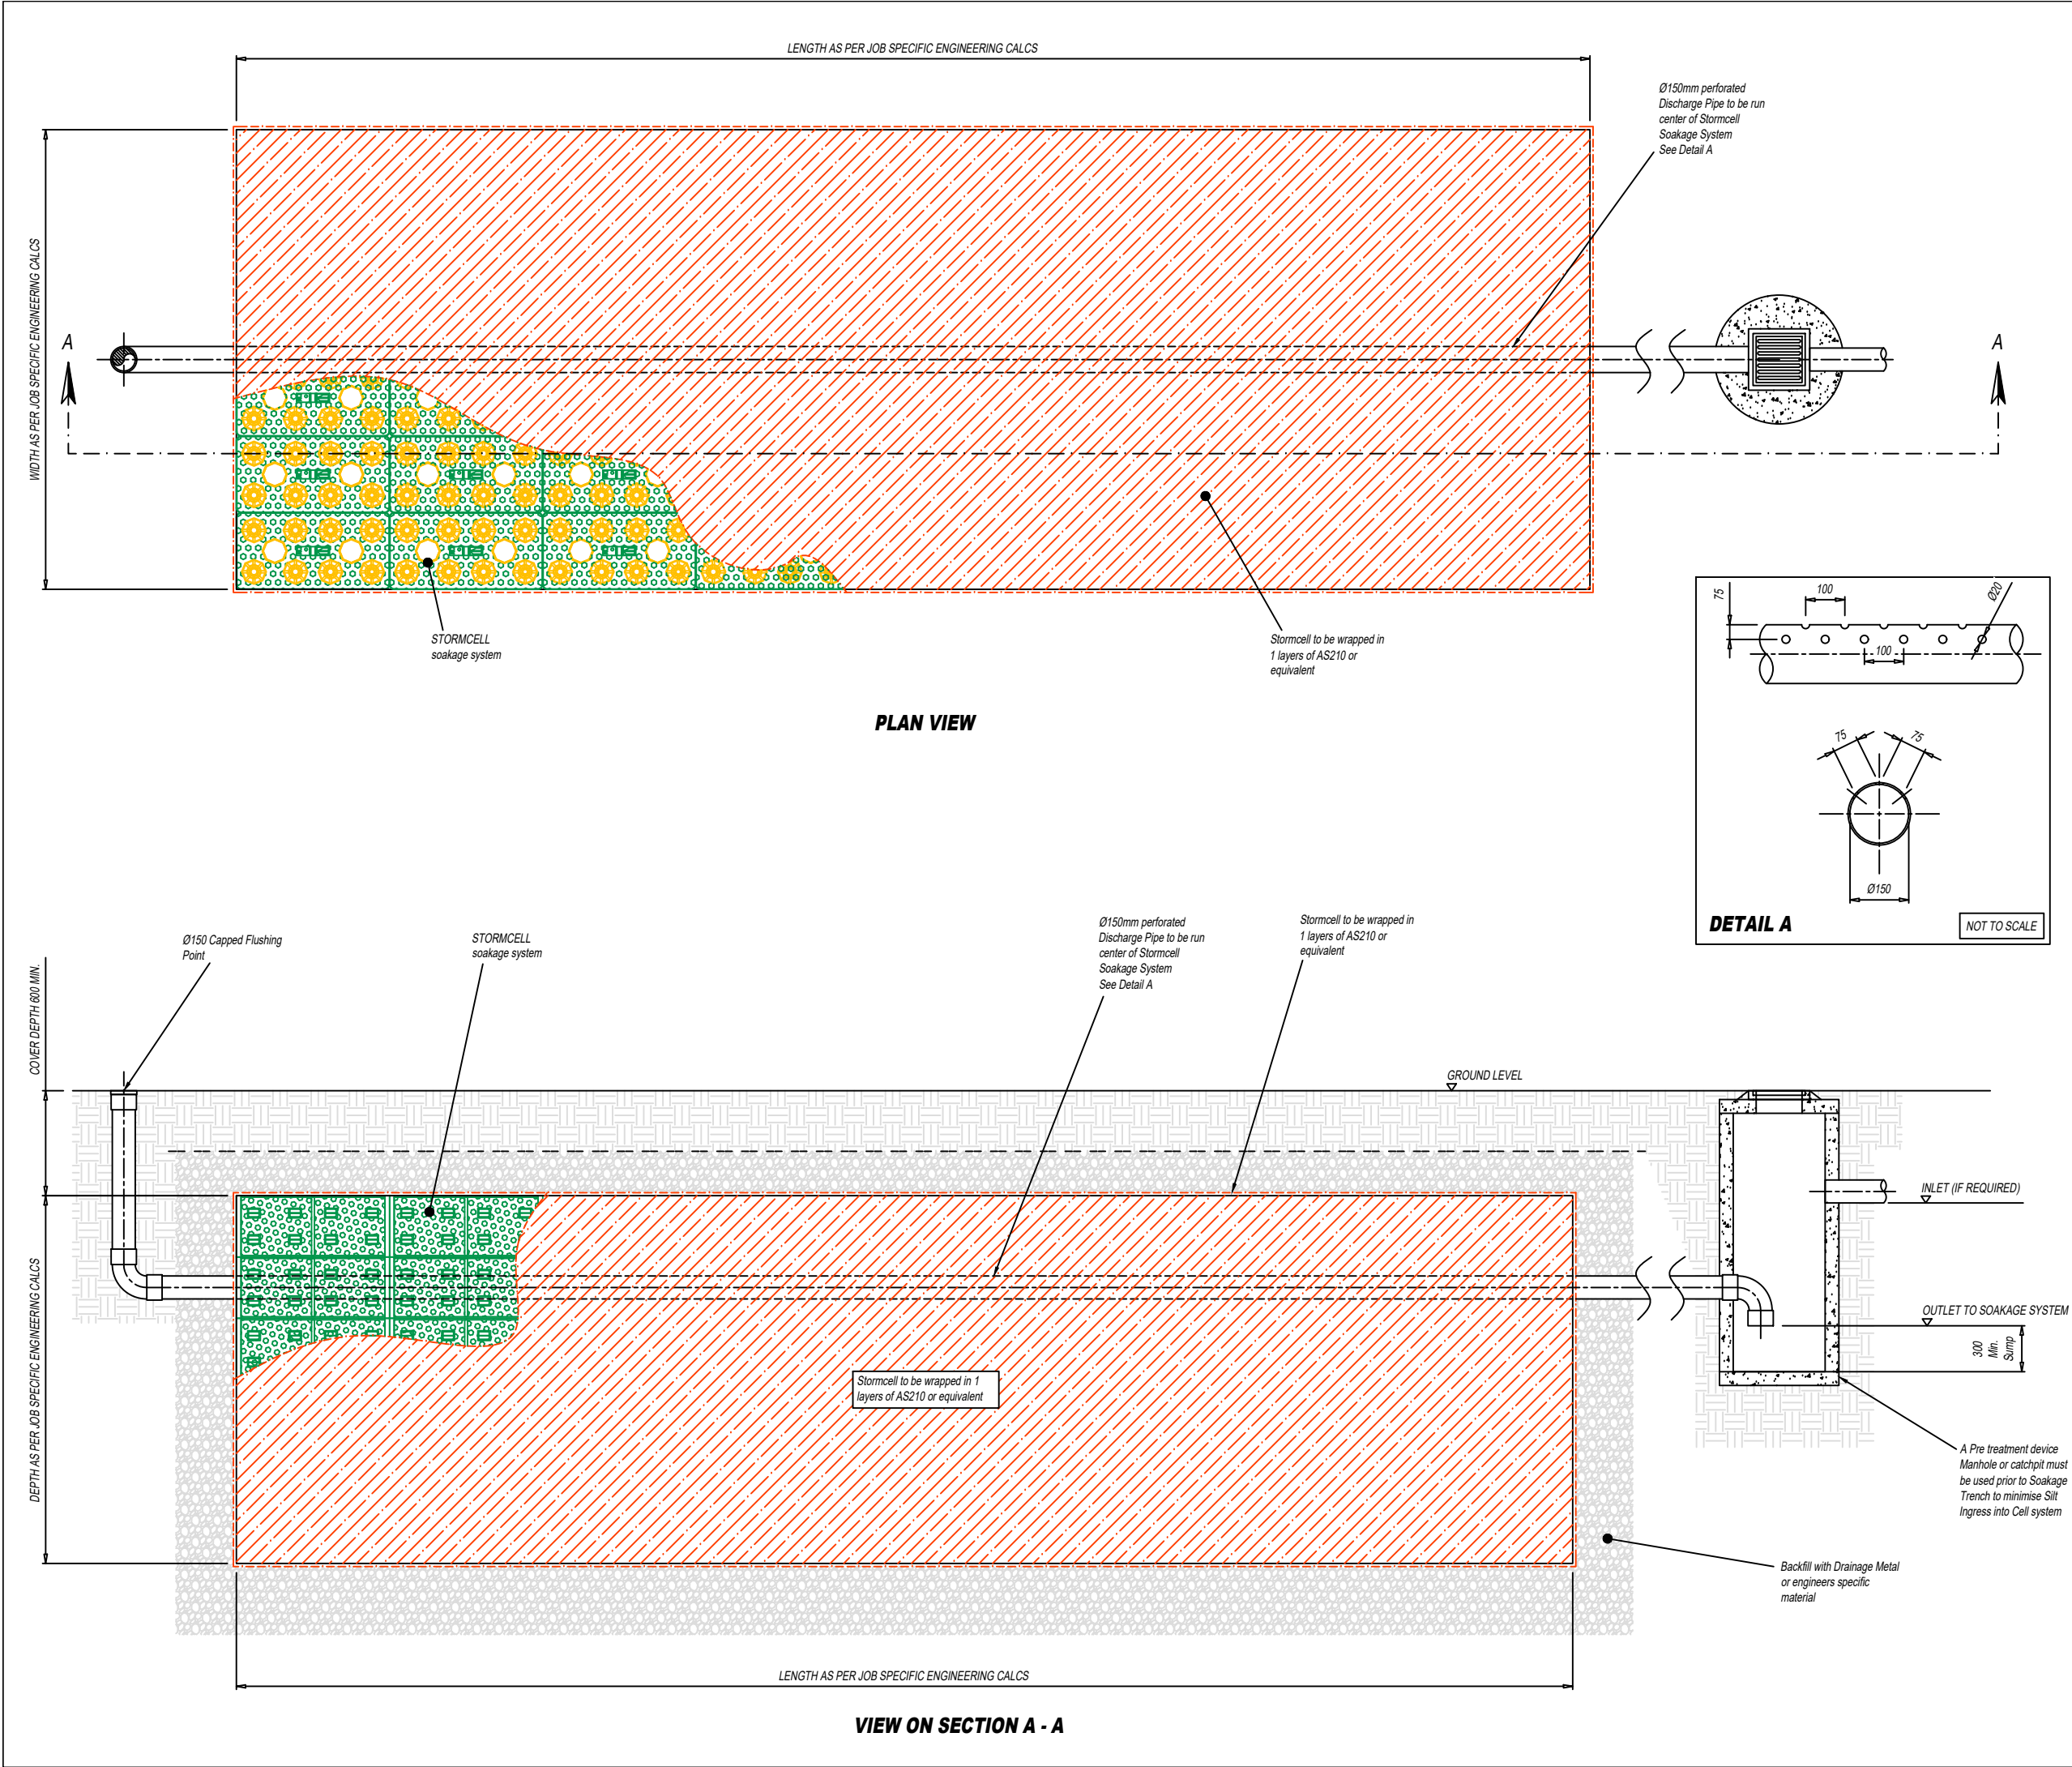 LENGTH AS PER JOB SPECIFIC ENGINEERING CALCS
Ø150mm perforated
Discharge Pipe to be run
center of Stormcell
Soakage System
See Detail A
WIDTH AS PER JOB SPECIFIC ENGINEERING CALCS
A
A
STORMCELL
soakage system
Stormcell to be wrapped in
1 layers of AS210 or
equivalent
PLAN VIEW
75
100
Ø20
100
75
75
Ø150
DETAIL A
NOT TO SCALE
Ø150 Capped Flushing
Point
STORMCELL
soakage system
Ø150mm perforated
Discharge Pipe to be run
center of Stormcell
Soakage System
See Detail A
Stormcell to be wrapped in
1 layers of AS210 or
equivalent
COVER DEPTH 600 MIN.
GROUND LEVEL
INLET (IF REQUIRED)
OUTLET TO SOAKAGE SYSTEM
300
Min.
Sump
DEPTH AS PER JOB SPECIFIC ENGINEERING CALCS
Stormcell to be wrapped in 1
layers of AS210 or equivalent
A Pre treatment device
Manhole or catchpit must
be used prior to Soakage
Trench to minimise Silt
Ingress into Cell system
Backfill with Drainage Metal
or engineers specific
material
LENGTH AS PER JOB SPECIFIC ENGINEERING CALCS
VIEW ON SECTION A - A